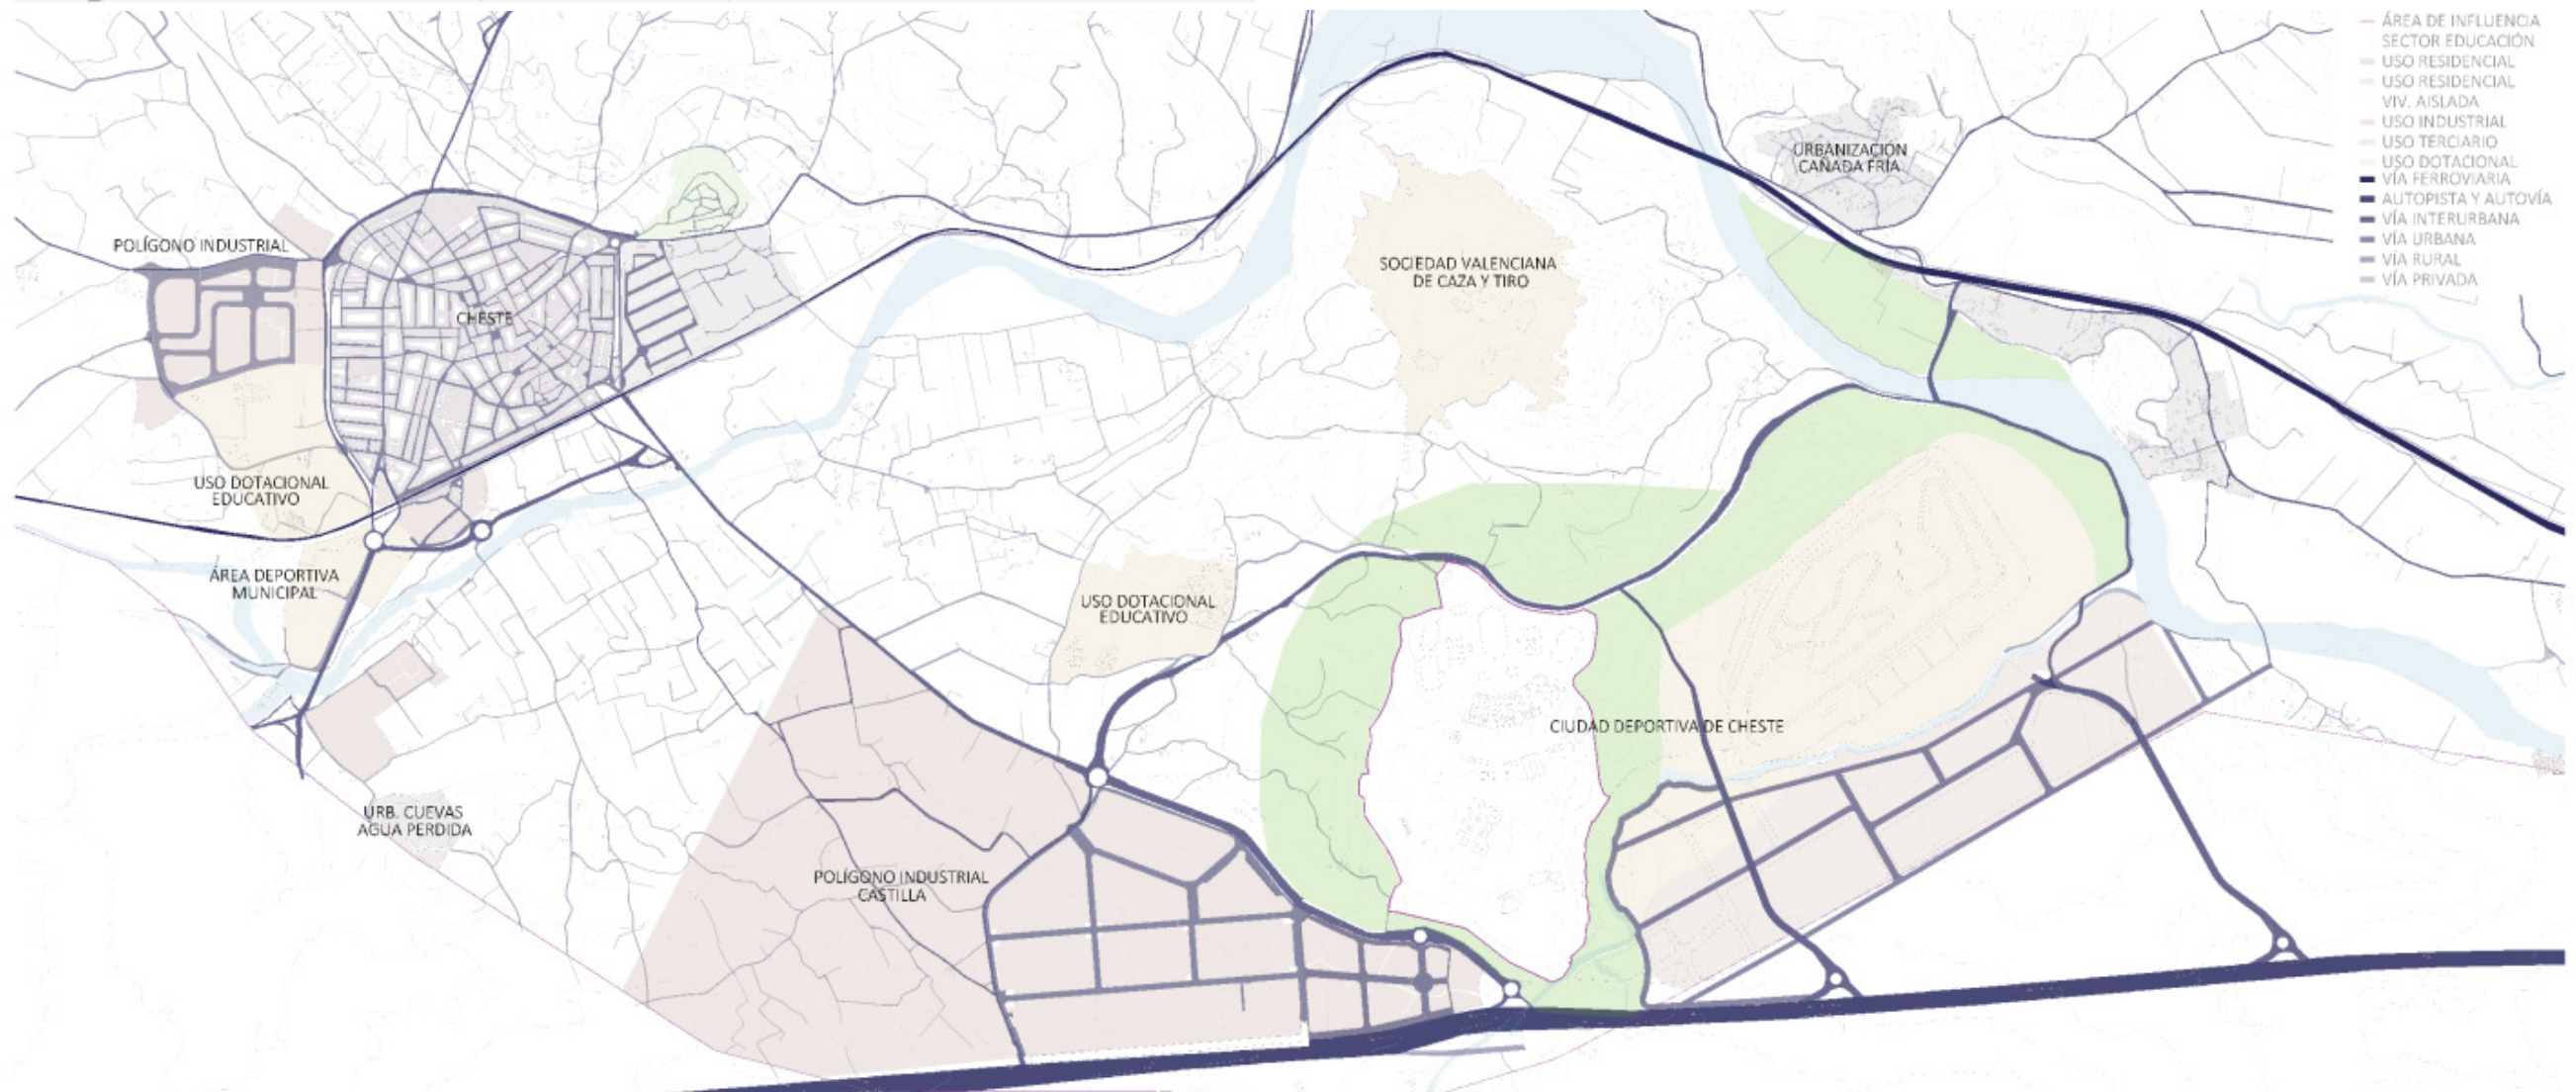 ÁREA DE INFLUENCIA
SECTOR EDUCACIÓN
USO RESIDENCIAL
USO RESIDENCIAL
VIV. AISLADA
USO INDUSTRIAL
USO TERCIARIO
USO DOTACIONAL
VÍA FERROVIARIA
AUTOPISTA Y AUTOVÍA
VÍA INTERURBANA
VÍA URBANA
VÍA RURAL
VÍA PRIVADA
URBANIZACIÓN
CAÑADA FRIA
POLÍGONO INDUSTRIAL
SOCIEDAD VALENCIANA
DE CAZA Y TIRO
CHESTE
USO DOTACIONAL
EDUCATIVO
ÁREA DEPORTIVA
MUNICIPAL
USO DOTACIONAL
EDUCATIVO
CIUDAD DEPORTIVA DE CHESTE
URB. CUEVAS
AGUA PERDIDA
POLÍGONO INDUSTRIAL
CASTILLA